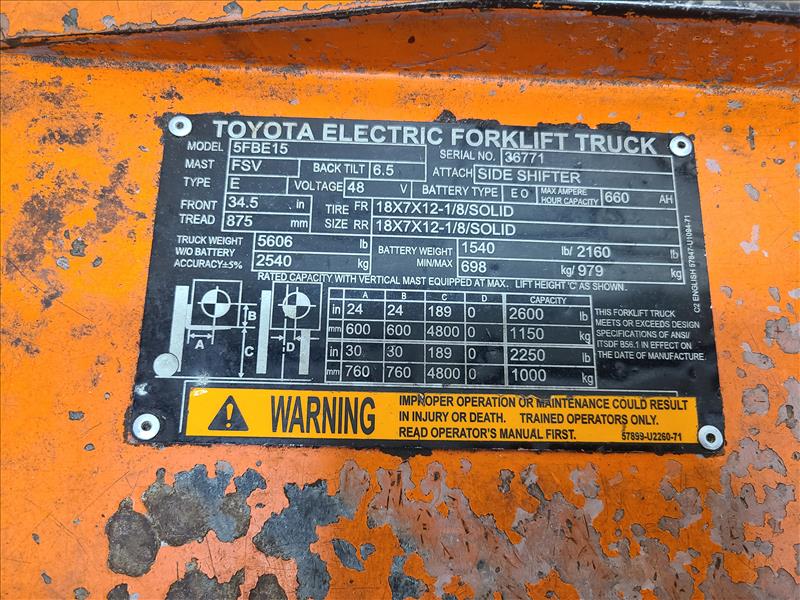 TOYOTA ELECTRIC FORKLIFT TRUCK
MODEL 5FBE15 SERIAL NO. 36771
MAST FSV BACK TILT 6.5 ATTACH SIDE SHIFTER
TYPE E VOLTAGE 48 V BATTERY TYPE E0 MAX AMPERE HOUR CAPACITY 660 AH
FRONT TREAD 34.5 in TIRE SIZE FR 18X7X12-1/8/SOLID
875 mm RR 18X7X12-1/8/SOLID
TRUCK WEIGHT W/O BATTERY ACCURACY±5% 5606 lb BATTERY WEIGHT MIN/MAX 1540 lb/ 2160 lb
2540 kg 698 kg/ 979 kg
RATED CAPACITY WITH VERTICAL MAST EQUIPPED AT MAX. LIFT HEIGHT 'C' AS SHOWN.
A B C D CAPACITY
in 24 24 189 0 2600 lb
mm 600 600 4800 0 1150 kg
in 30 30 189 0 2250 lb
mm 760 760 4800 0 1000 kg
A B C D
THIS FORKLIFT TRUCK
MEETS OR EXCEEDS DESIGN
SPECIFICATIONS OF ANSI/
ITSDF B56.1 IN EFFECT ON
THE DATE OF MANUFACTURE.
C2 ENGLISH 57847-U1094-71
WARNING
IMPROPER OPERATION OR MAINTENANCE COULD RESULT
IN INJURY OR DEATH. TRAINED OPERATORS ONLY.
READ OPERATOR'S MANUAL FIRST. 57899-U2260-71